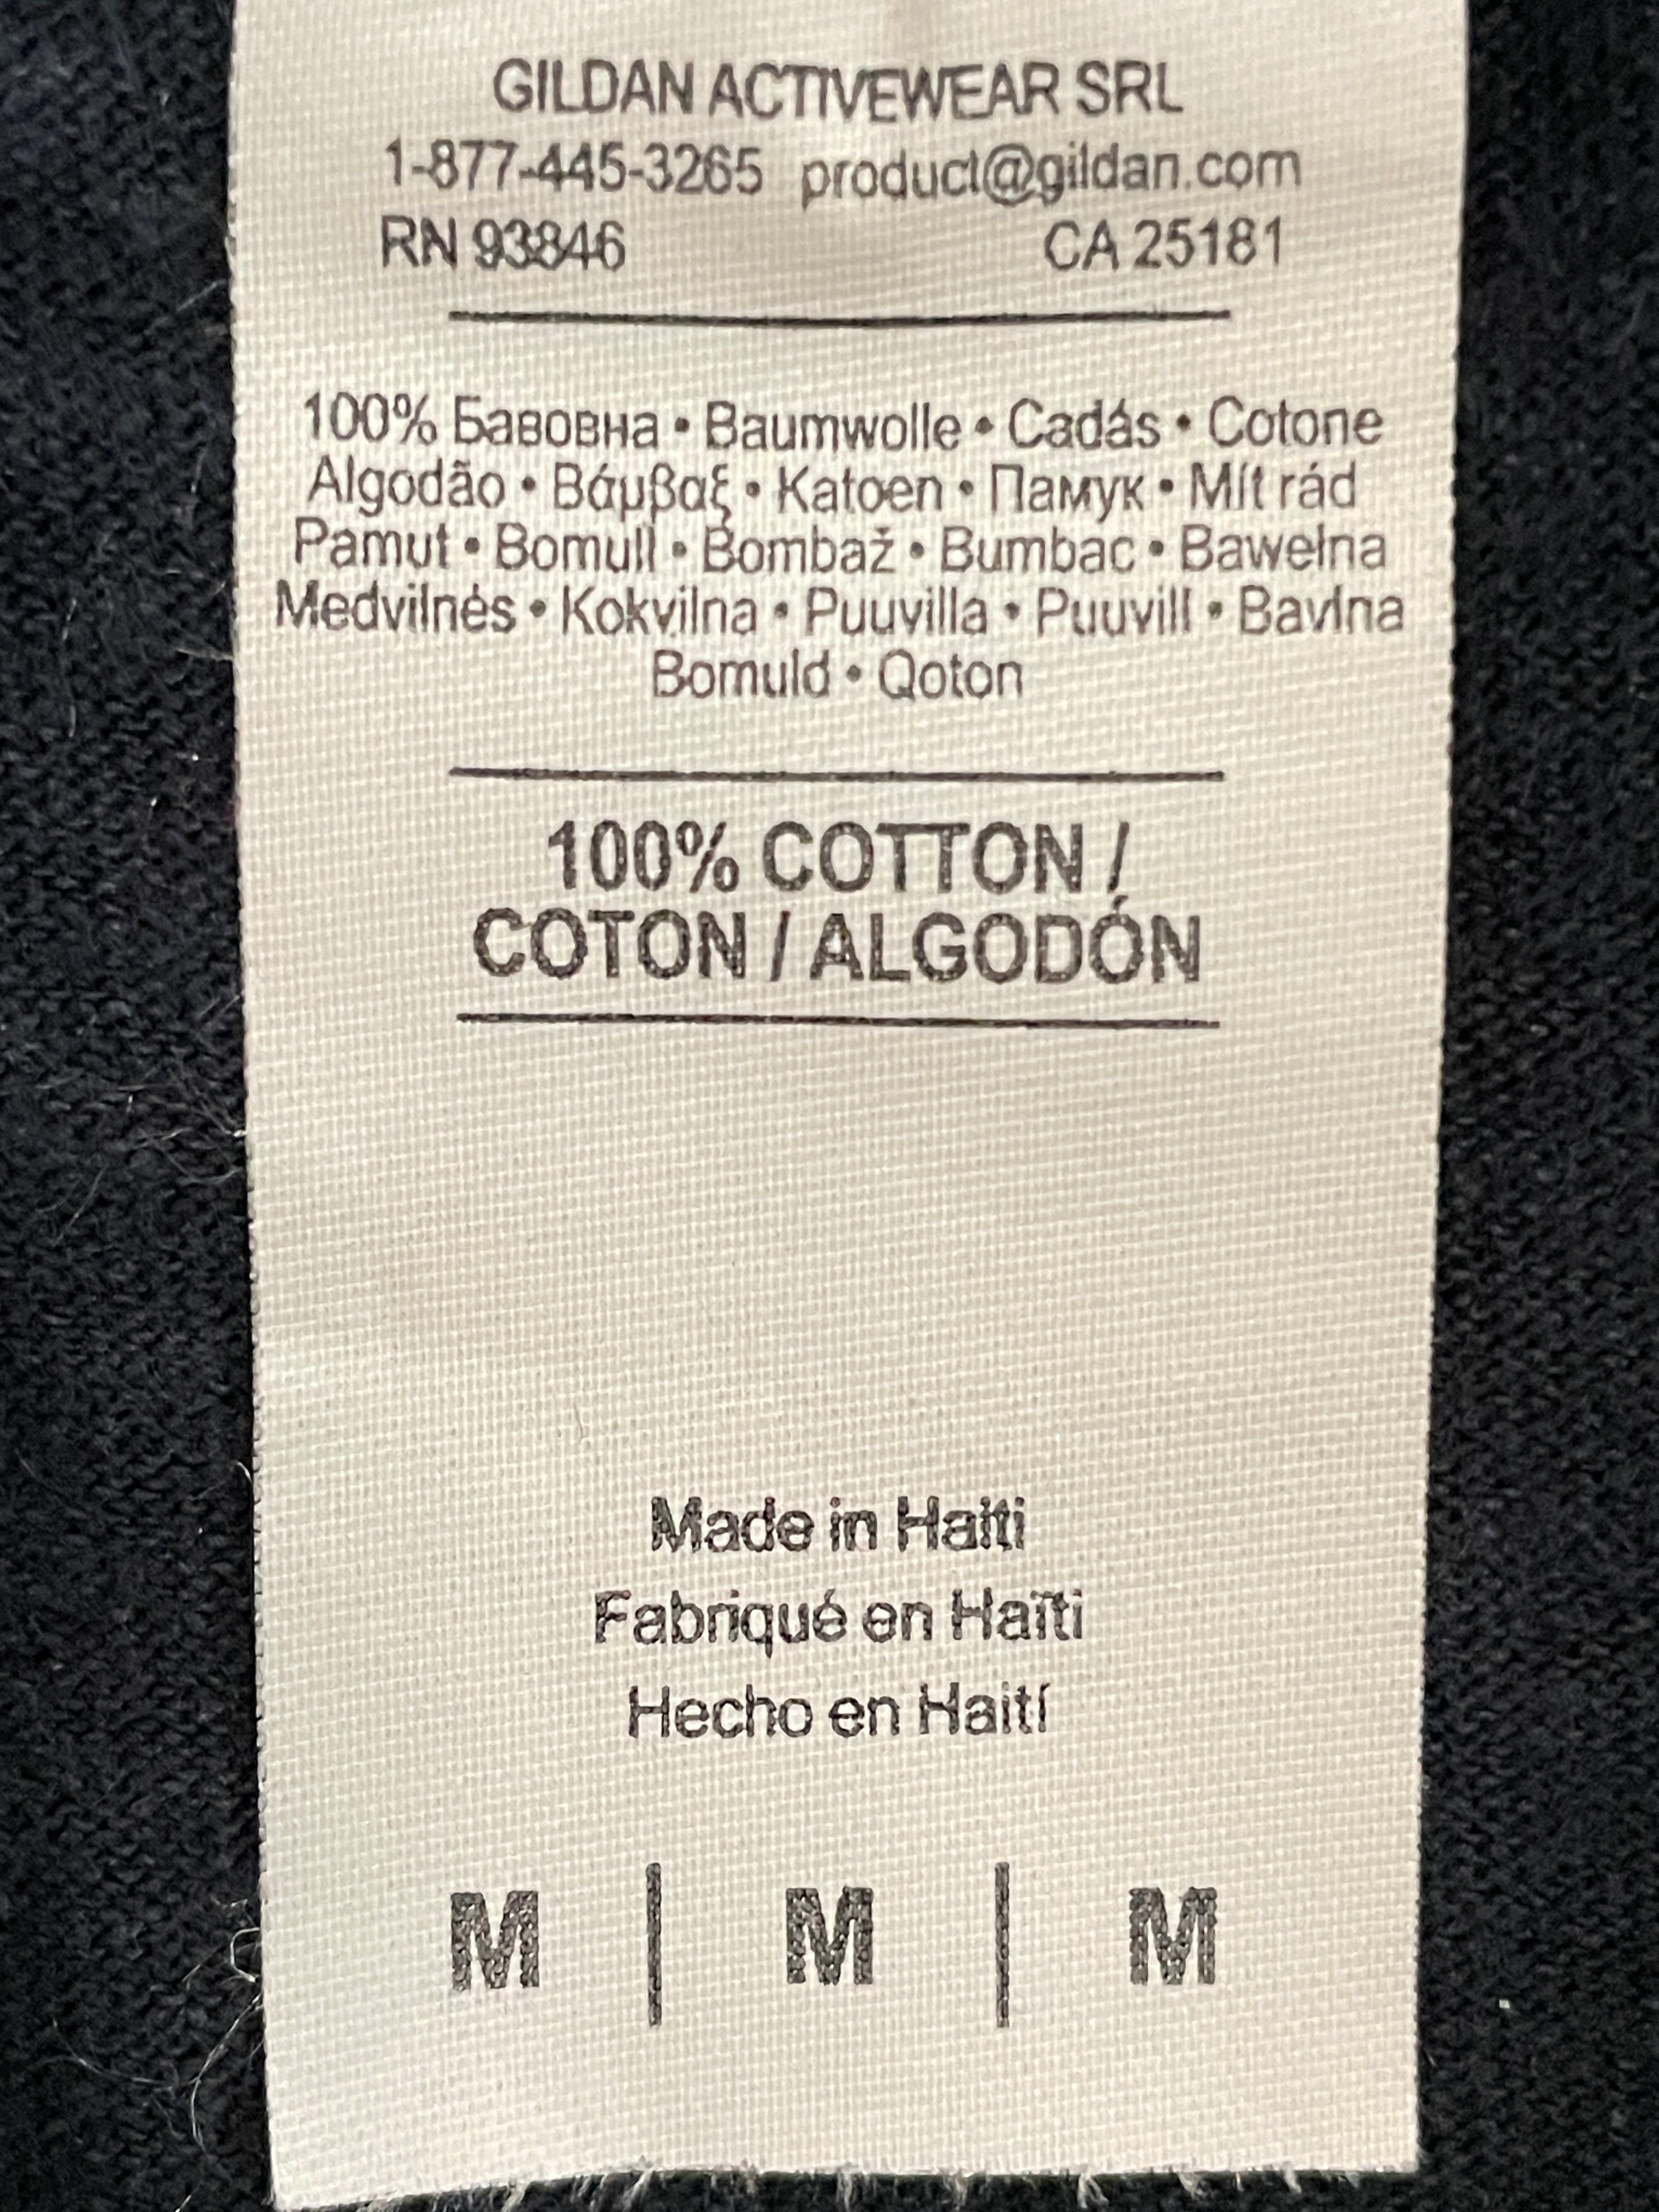 GILDAN ACTIVEWEAR SRL
1-877-445-3265 product@gildan.com
RN 93846 CA 25181
100% Бавовна • Baumwolle • Cadás • Cotone
Algodão • Βάμβαξ • Katoen • Памук • Mít rád
Pamut • Bomull • Bombaž • Bumbac • Bawełna
Medvilnės • Kokvilna • Puuvilla • Puuvill • Bavlna
Bomuld • Qoton
100% COTTON /
COTON / ALGODÓN
Made in Haiti
Fabriqué en Haïti
Hecho en Haití
M | M | M